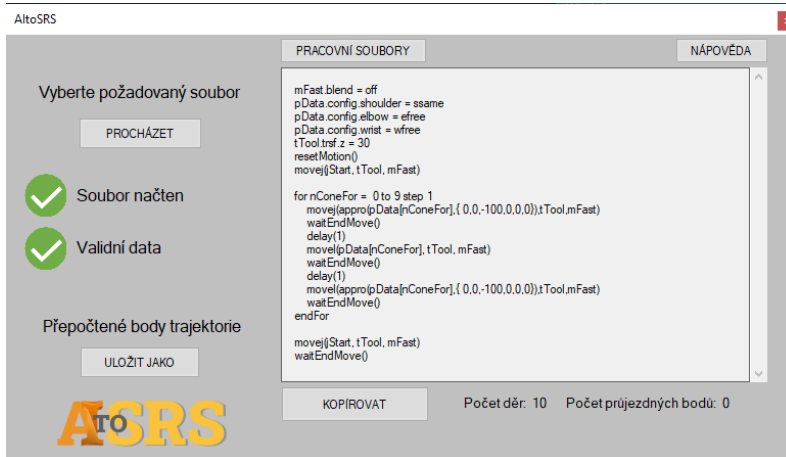 AltoSRS
PRACOVNÍ SOUBORY
NÁPOVĚDA
Vyberte požadovaný soubor
PROCHÁZET
Soubor načten
Validní data
Přepočtené body trajektorie
ULOŽIT JAKO
AITOSRS
mFast.blend = off
pData.config.shoulder = ssame
pData.config.elbow = efree
pData.config.wrist = wfree
tTool.trsf.z = 30
resetMotion()
movej(jStart, tTool, mFast)
for nConeFor =  0 to 9 step 1
movej(appro(pData[nConeFor],{ 0,0,-100,0,0,0}),tTool,mFast)
waitEndMove()
delay(1)
movel(pData[nConeFor], tTool, mFast)
waitEndMove()
delay(1)
movel(appro(pData[nConeFor],{ 0,0,-100,0,0,0}),tTool,mFast)
waitEndMove()
endFor
movej(jStart, tTool, mFast)
waitEndMove()
KOPÍROVAT
Počet děr: 10
Počet průjezdných bodů: 0